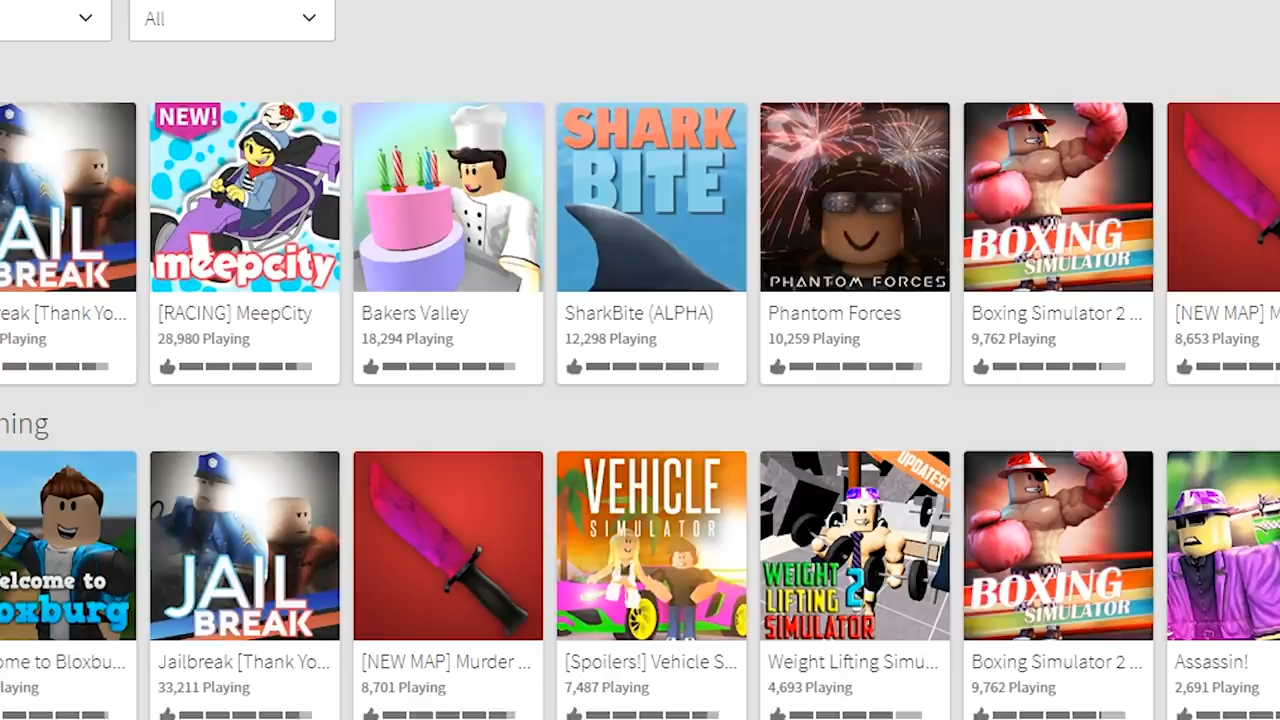 All
AIL
BREAK
reak [Thank Yo...
Playing
NEW!
meepcity
[RACING] MeepCity
28,980 Playing
Bakers Valley
18,294 Playing
SHARK
BITE
SharkBite (ALPHA)
12,298 Playing
PHANTOM FORCES
Phantom Forces
10,259 Playing
BOXING
SIMULATOR
Boxing Simulator 2 ...
9,762 Playing
[NEW MAP] M
8,653 Playing
ning
elcome to
oxburg
ome to Bloxbu...
laying
JAIL
BREAK
Jailbreak [Thank Yo...
33,211 Playing
[NEW MAP] Murder ...
8,701 Playing
VEHICLE
SIMULATOR
[Spoilers!] Vehicle S...
7,487 Playing
UPDATES!
WEIGHT
LIFTING 2
SIMULATOR
Weight Lifting Simu...
4,693 Playing
BOXING
SIMULATOR
Boxing Simulator 2 ...
9,762 Playing
Assassin!
2,691 Playing